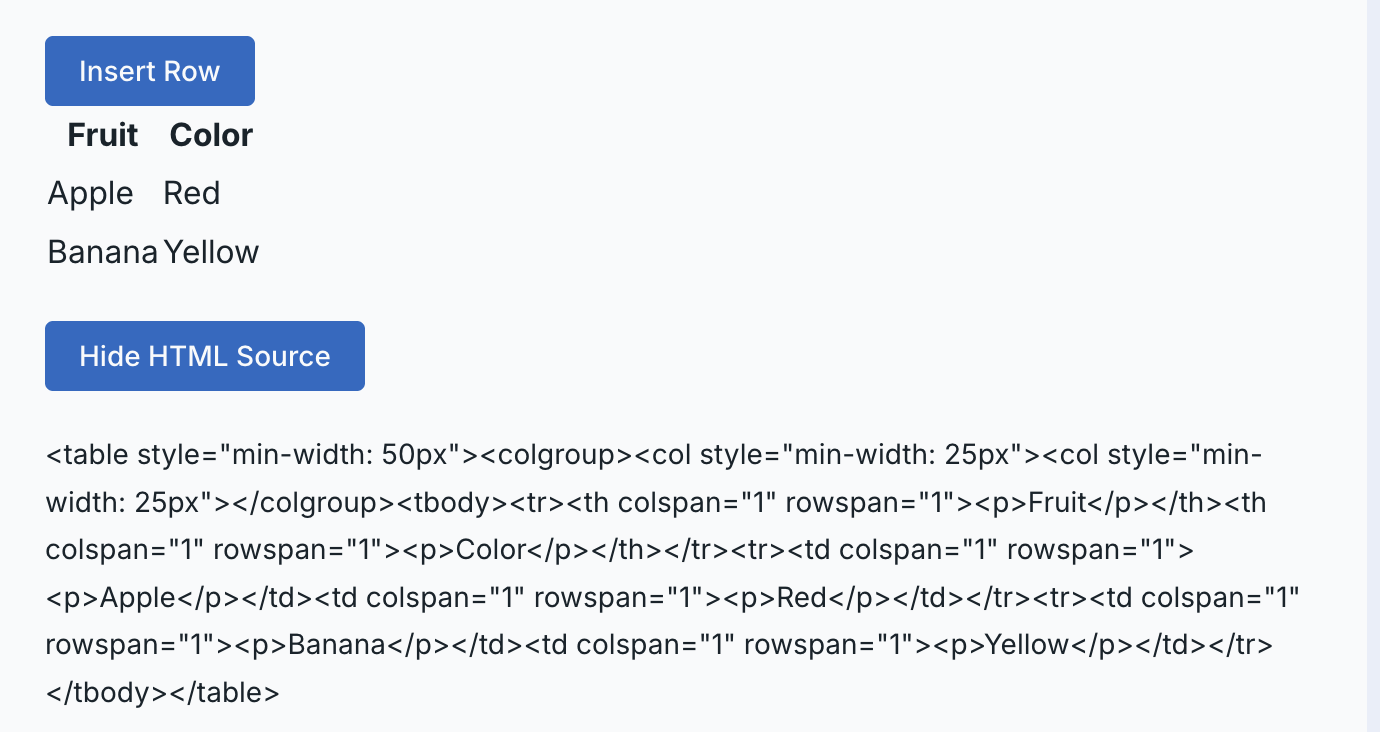 Insert Row
Fruit Color
Apple Red
Banana Yellow
Hide HTML Source
<table style="min-width: 50px"><colgroup><col style="min-width: 25px"><col style="min-
width: 25px"></colgroup><tbody><tr><th colspan="1" rowspan="1"><p>Fruit</p></th><th
colspan="1" rowspan="1"><p>Color</p></th></tr><tr><td colspan="1" rowspan="1">
<p>Apple</p></td><td colspan="1" rowspan="1"><p>Red</p></td></tr><tr><td colspan="1"
rowspan="1"><p>Banana</p></td><td colspan="1" rowspan="1"><p>Yellow</p></td></tr>
</tbody></table>